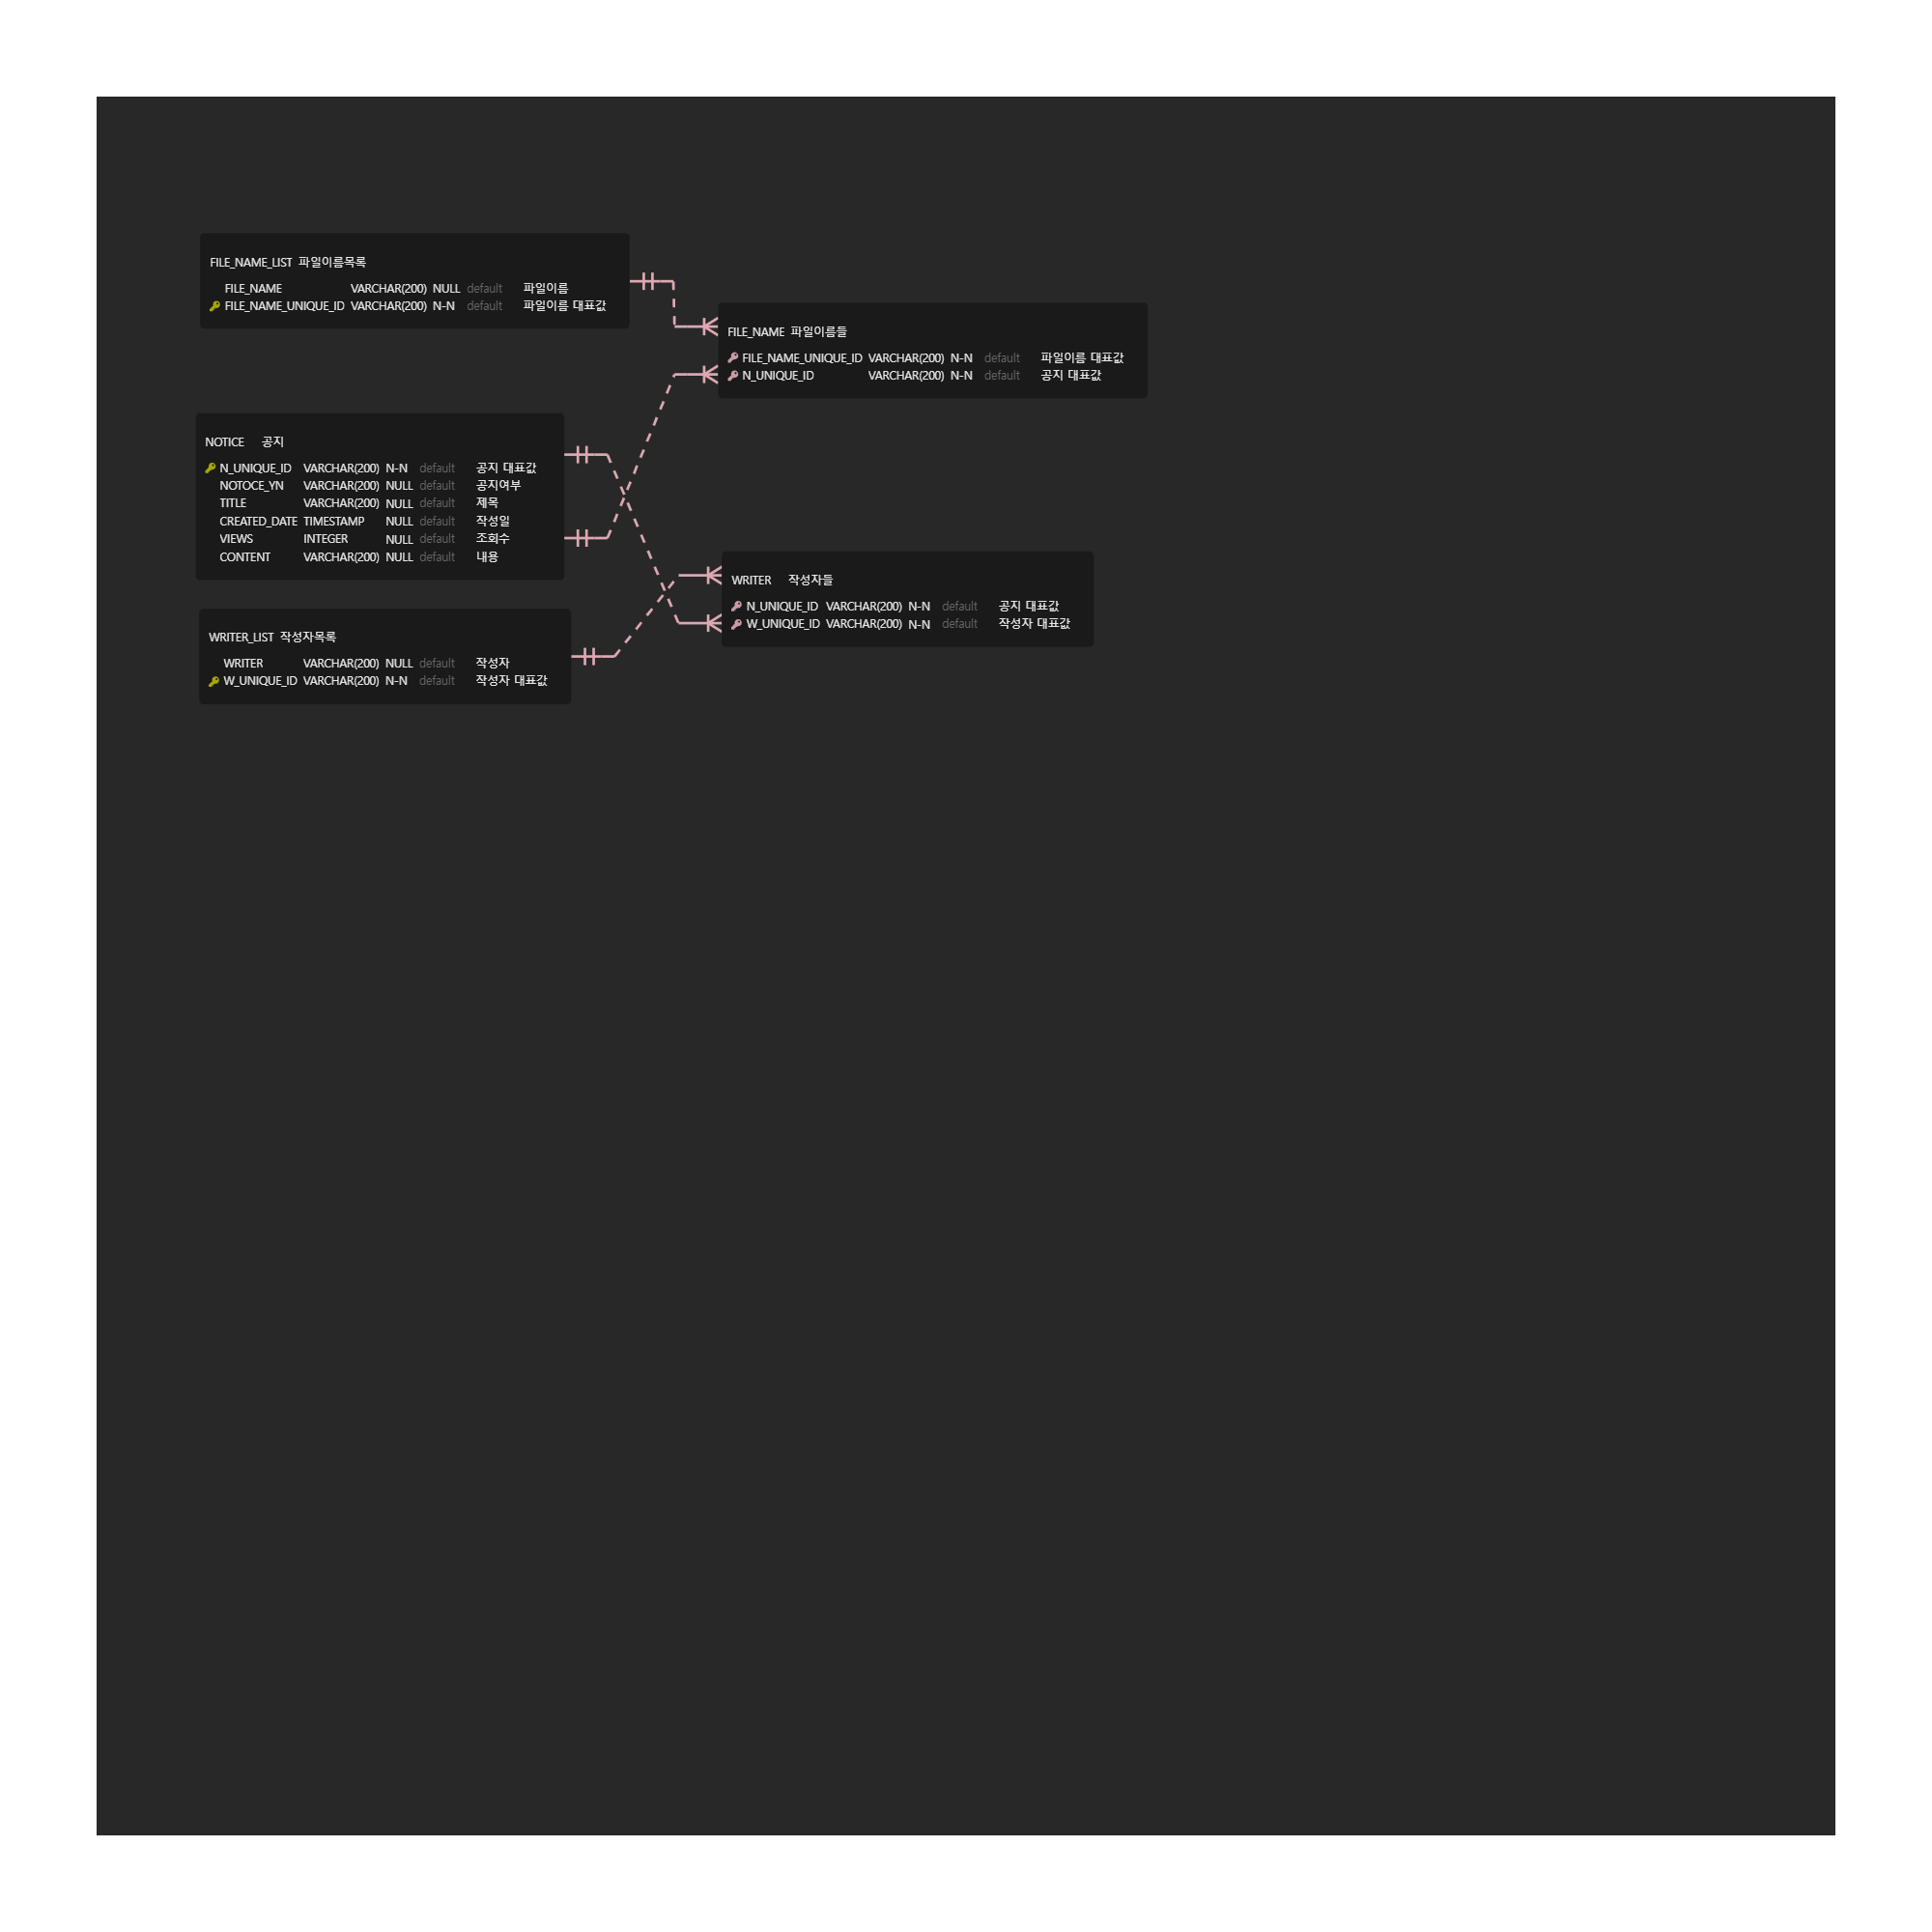 FILE_NAME_LIST 파일이름목록
FILE_NAME VARCHAR(200) NULL default 파일이름
FILE_NAME_UNIQUE_ID VARCHAR(200) N-N default 파일이름 대표값
FILE_NAME 파일이름들
FILE_NAME_UNIQUE_ID VARCHAR(200) N-N default 파일이름 대표값
N_UNIQUE_ID VARCHAR(200) N-N default 공지 대표값
NOTICE 공지
N_UNIQUE_ID VARCHAR(200) N-N default 공지 대표값
NOTOCE_YN VARCHAR(200) NULL default 공지여부
TITLE VARCHAR(200) NULL default 제목
CREATED_DATE TIMESTAMP NULL default 작성일
VIEWS INTEGER NULL default 조회수
CONTENT VARCHAR(200) NULL default 내용
WRITER 작성자들
N_UNIQUE_ID VARCHAR(200) N-N default 공지 대표값
W_UNIQUE_ID VARCHAR(200) N-N default 작성자 대표값
WRITER_LIST 작성자목록
WRITER VARCHAR(200) NULL default 작성자
W_UNIQUE_ID VARCHAR(200) N-N default 작성자 대표값